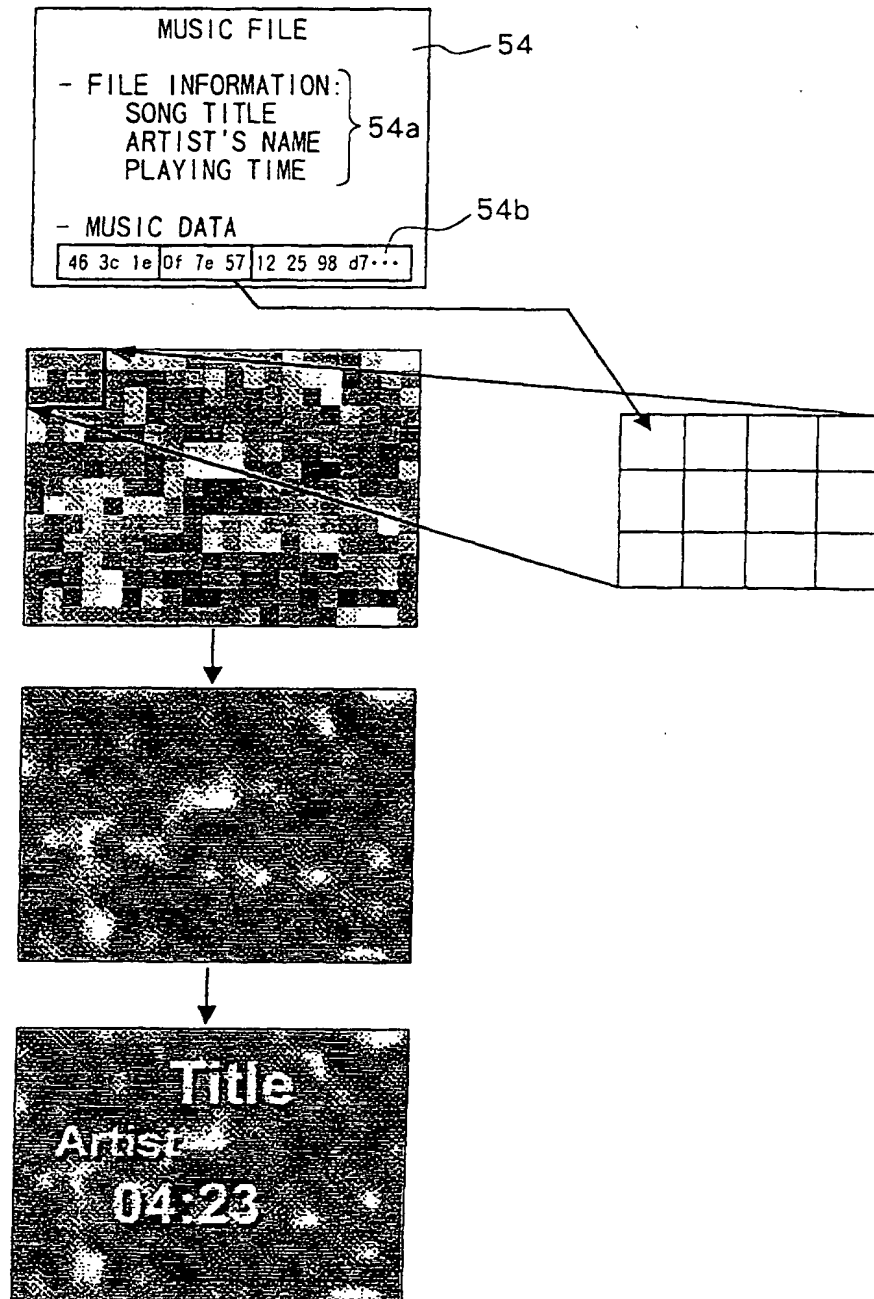 MUSIC FILE
54
- FILE INFORMATION:
SONG TITLE
ARTIST'S NAME
PLAYING TIME
54a
- MUSIC DATA
54b
46 3c 1e 0f 7e 57 12 25 98 d7···
Title
Artist
04:23